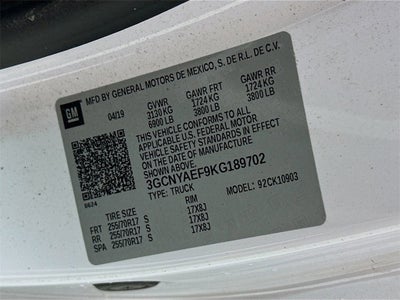 GM
MFD BY GENERAL MOTORS DE MEXICO, S. DE R.L. DE C.V.
04/19 GVWR GAWR FRT GAWR RR
3130 KG 1724 KG 1724 KG
6900 LB 3800 LB 3800 LB
THIS VEHICLE CONFORMS TO ALL
APPLICABLE U.S. FEDERAL MOTOR
VEHICLE SAFETY STANDARDS IN
EFFECT ON THE DATE OF
MANUFACTURE SHOWN ABOVE.
3GCNYAEF9KG189702
TYPE: TRUCK MODEL: 92CK10903
6624
TIRE SIZE RIM
FRT 255/70R17 S 17X8J
RR 255/70R17 S 17X8J
SPA 255/70R17 S 17X8J